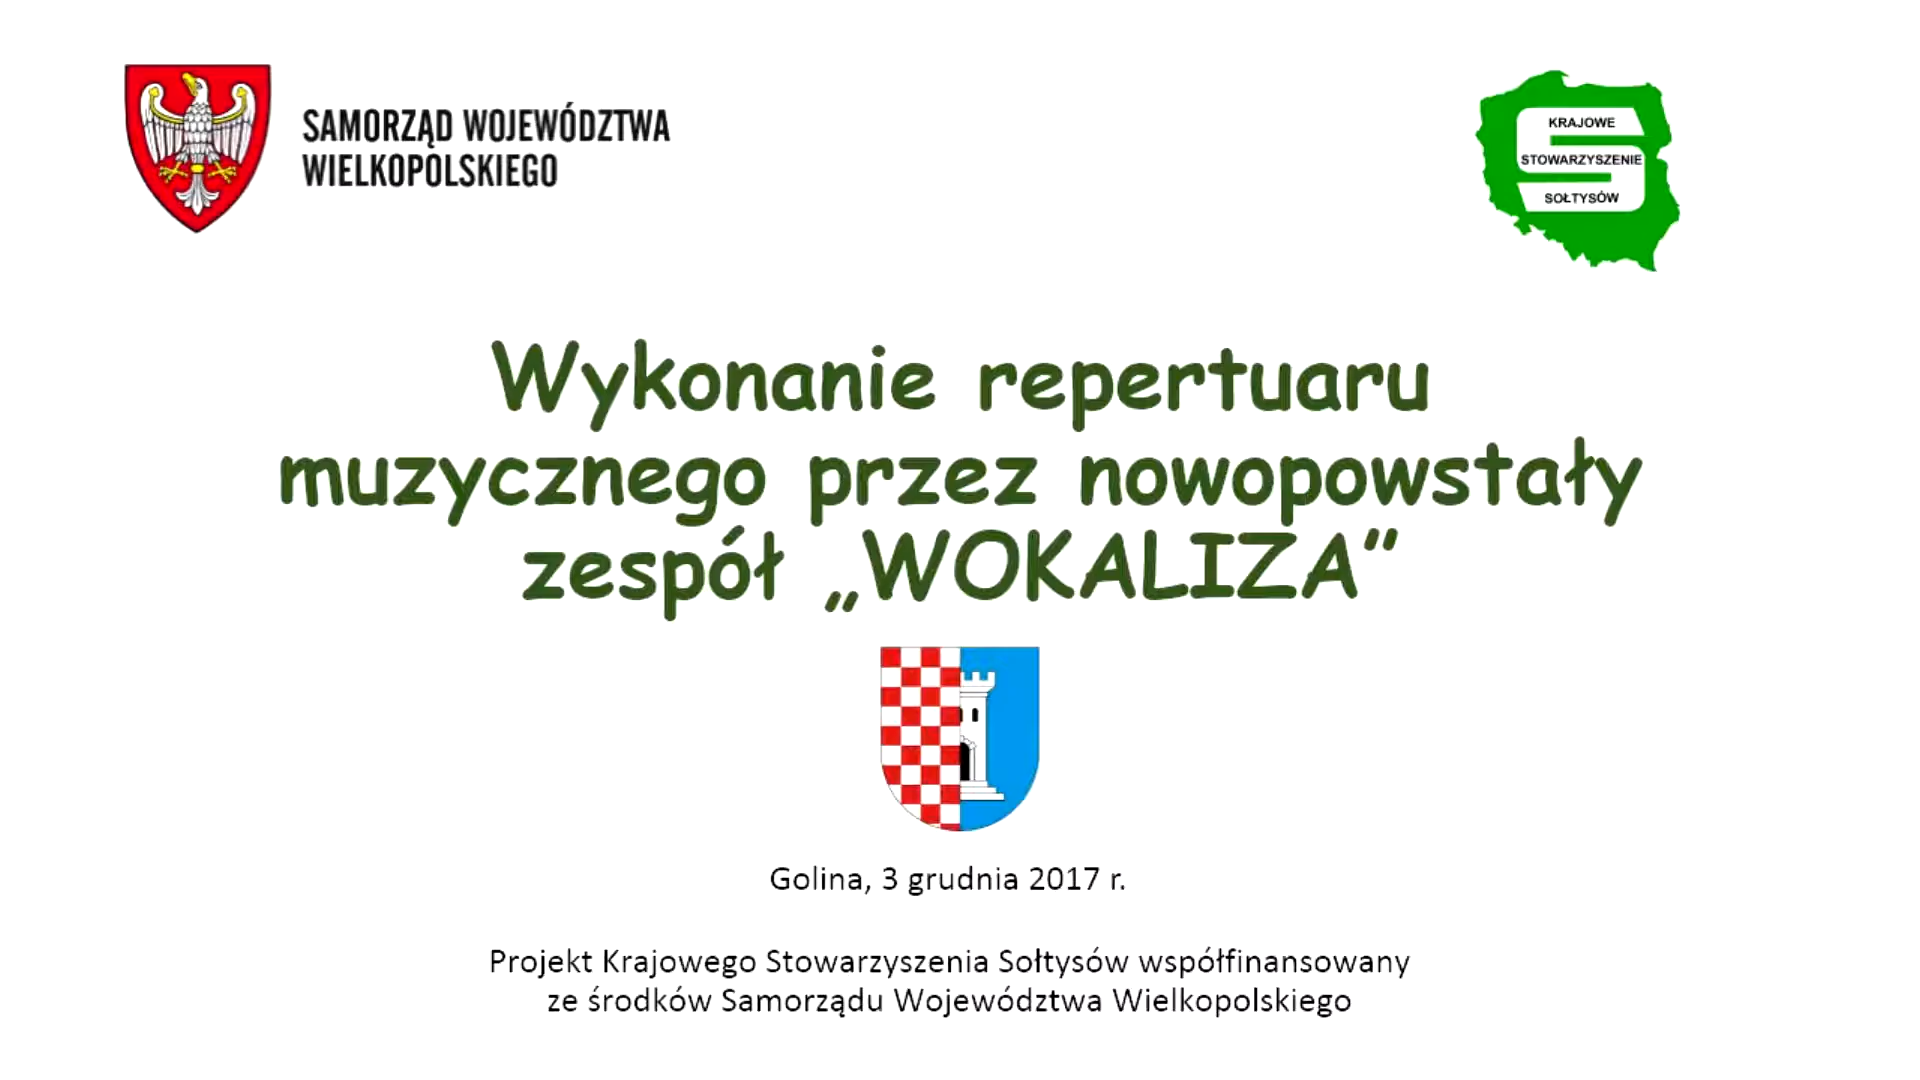 SAMORZĄD WOJEWÓDZTWA
WIELKOPOLSKIEGO
KRAJOWE
STOWARZYSZENIE
SOŁTYSÓW
Wykonanie repertuaru
muzycznego przez nowopowstały
zespół „WOKALIZA”
Golina, 3 grudnia 2017 r.
Projekt Krajowego Stowarzyszenia Sołtysów współfinansowany
ze środków Samorządu Województwa Wielkopolskiego